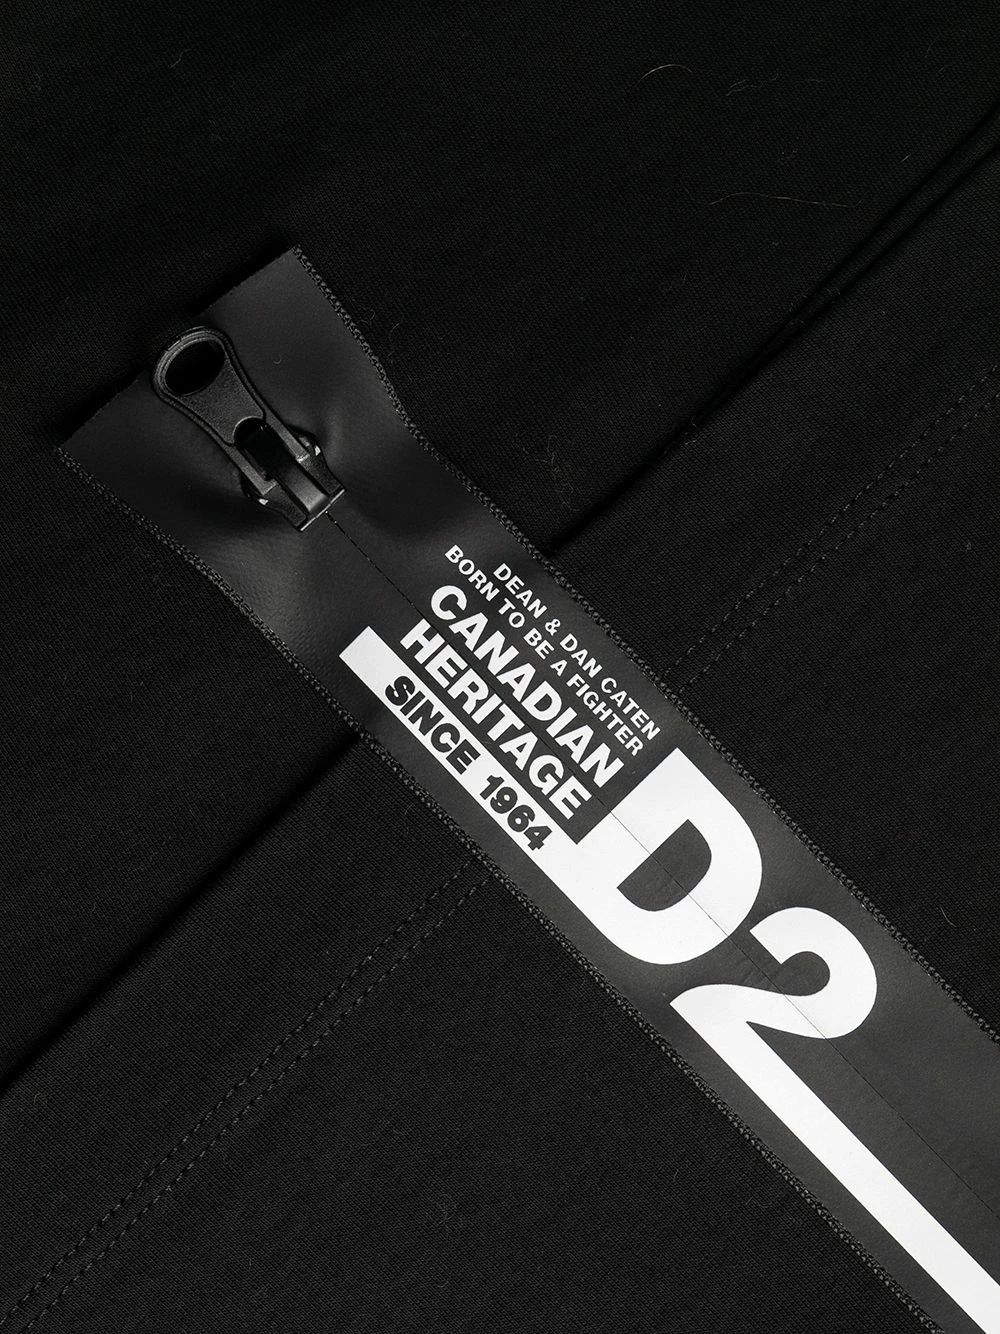 DEAN & DAN CATEN
BORN TO BE A FIGHTER
CANADIAN
HERITAGE
SINCE 1964
D2